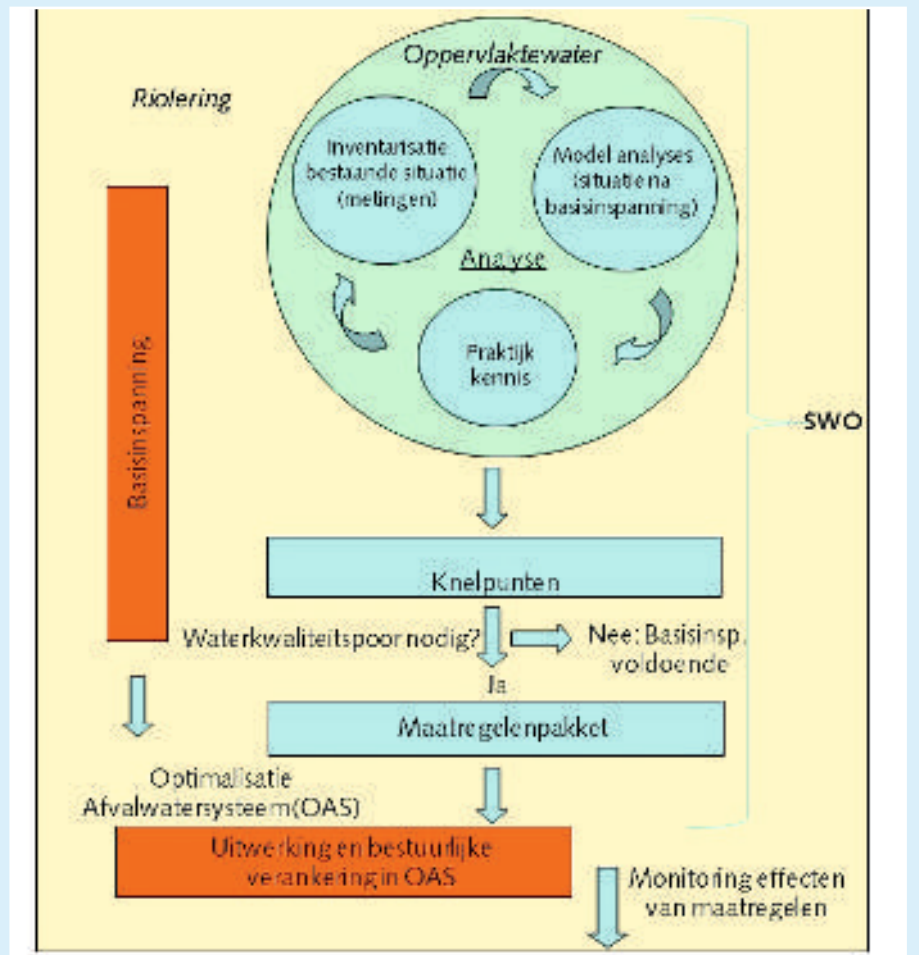 Oppervlaktewater
Riolering
Inventarisatie
bestaande situatie
(metingen)
Model analyses
(situatie na
basisinspanning)
Analyse
Praktijk
kennis
Basisinspanning
SWO
Knelpunten
Waterkwaliteitspoor nodig?
Nee: Basisinsp.
voldoende
Ja
Maatregelenpakket
Optimalisatie
Afvalwatersysteem(OAS)
Uitwerking en bestuurlijke
verankering in OAS
Monitoring effecten
van maatregelen